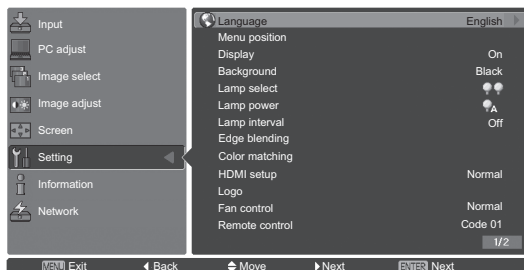 Input
PC adjust
Image select
Image adjust
Screen
Setting
Information
Network
Language English
Menu position
Display On
Background Black
Lamp select
Lamp power A
Lamp interval Off
Edge blending
Color matching
HDMI setup Normal
Logo
Fan control Normal
Remote control Code 01
1/2
MENU Exit Back Move Next ENTER Next